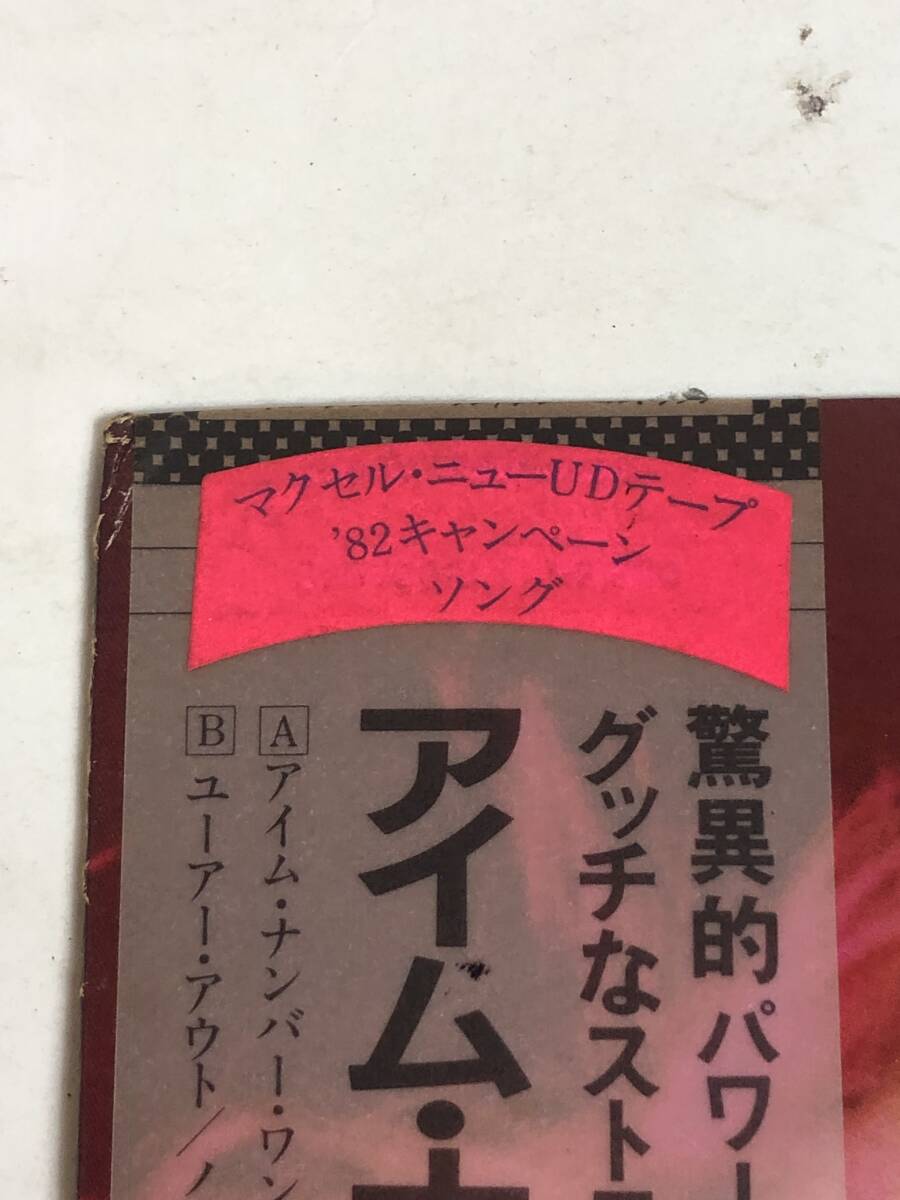 マクセル・ニューUDテープ
'82キャンペーン
ソング
驚異的パワー
グッチなスト
アイム・ナ
A アイム・ナンバー・ワン
B ユーアー・アウト/ノ